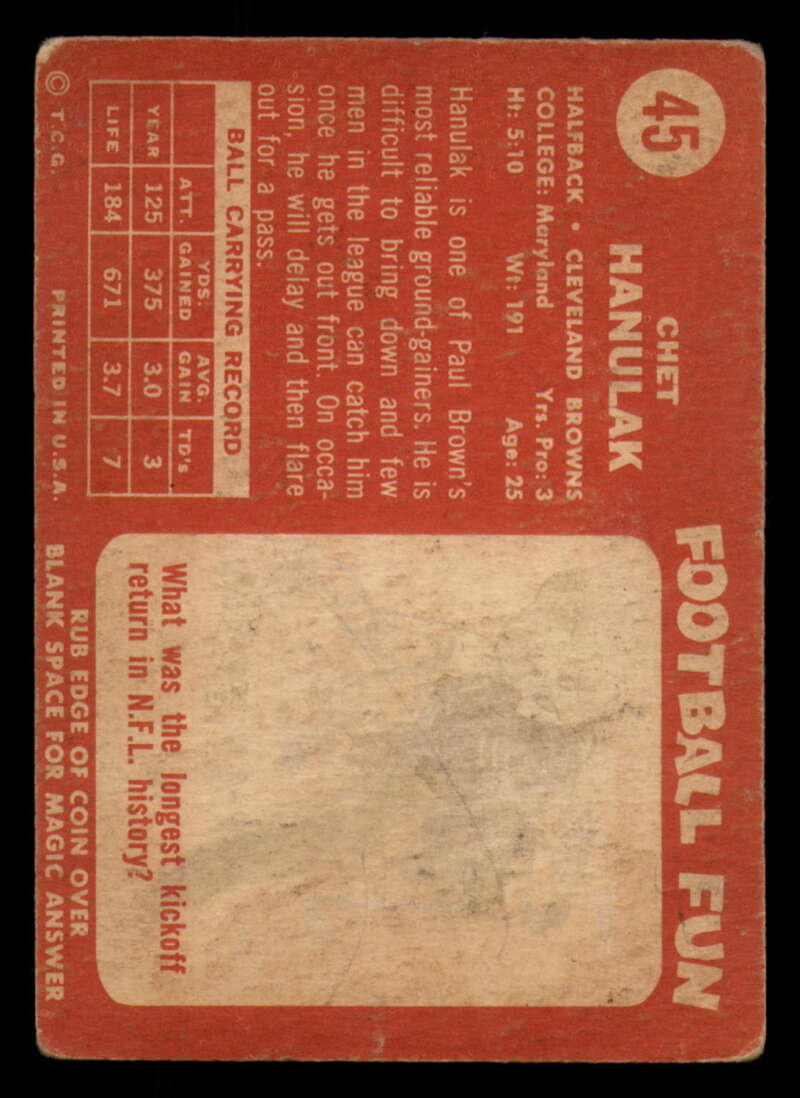 45
CHET
HANULAK
HALFBACK • CLEVELAND BROWNS
COLLEGE: Maryland Yrs. Pro: 3
Ht: 5:10 Wt: 191 Age: 25
Hanulak is one of Paul Brown's
most reliable ground-gainers. He is
difficult to bring down and few
men in the league can catch him
once he gets out front. On occa-
sion, he will delay and then flare
out for a pass.
BALL CARRYING RECORD
ATT. YDS. GAINED AVG. GAIN TD's
YEAR 125 375 3.0 3
LIFE 184 671 3.7 7
© T.C.G. PRINTED IN U.S.A.
FOOTBALL FUN
What was the longest kickoff
return in N.F.L. history?
RUB EDGE OF COIN OVER
BLANK SPACE FOR MAGIC ANSWER